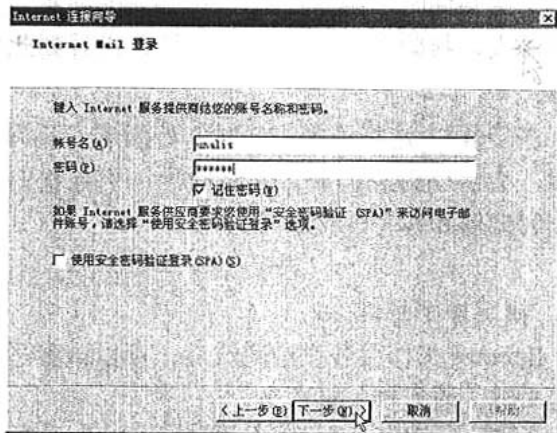 Internet 连接向导
Internet Mail 登录
键入 Internet 服务提供商给您的账号名称和密码。
帐号名(A):
密码(P):
******
记住密码(W)
如果 Internet 服务供应商要求您使用“安全密码验证 (SPA)”来访问电子邮
件账号，请选择“使用安全密码验证登录”选项。
使用安全密码验证登录(SPA)(S)
< 上一步(B) 下一步(N) > 取消